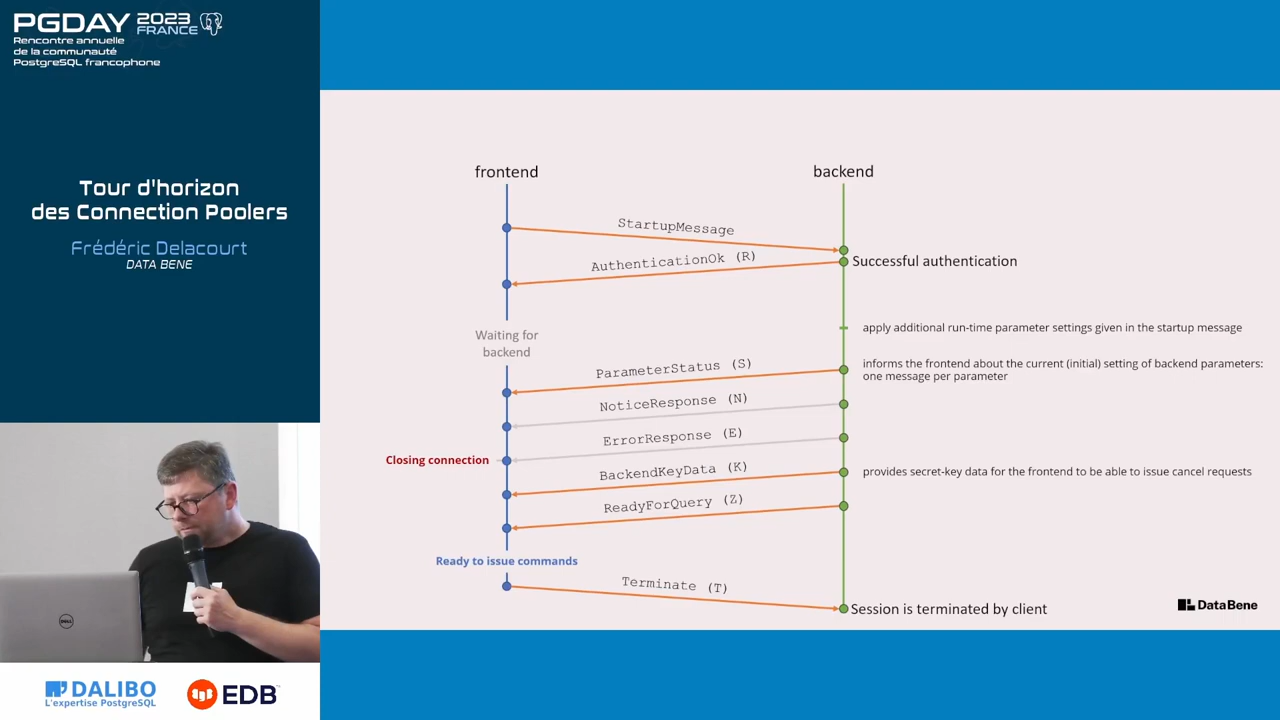 PGDAY 2023
FRANCE
Rencontre annuelle
de la communauté
PostgreSQL francophone
Tour d'horizon
des Connection Poolers
Frédéric Delacourt
DATA BENE
DELL
DALIBO
L'expertise PostgreSQL
EDB
frontend
backend
StartupMessage
AuthenticationOk (R)
Successful authentication
Waiting for
backend
apply additional run-time parameter settings given in the startup message
ParameterStatus (S)
informs the frontend about the current (initial) setting of backend parameters:
one message per parameter
NoticeResponse (N)
ErrorResponse (E)
Closing connection
BackendKeyData (K)
provides secret-key data for the frontend to be able to issue cancel requests
ReadyForQuery (Z)
Ready to issue commands
Terminate (T)
Session is terminated by client
DataBene